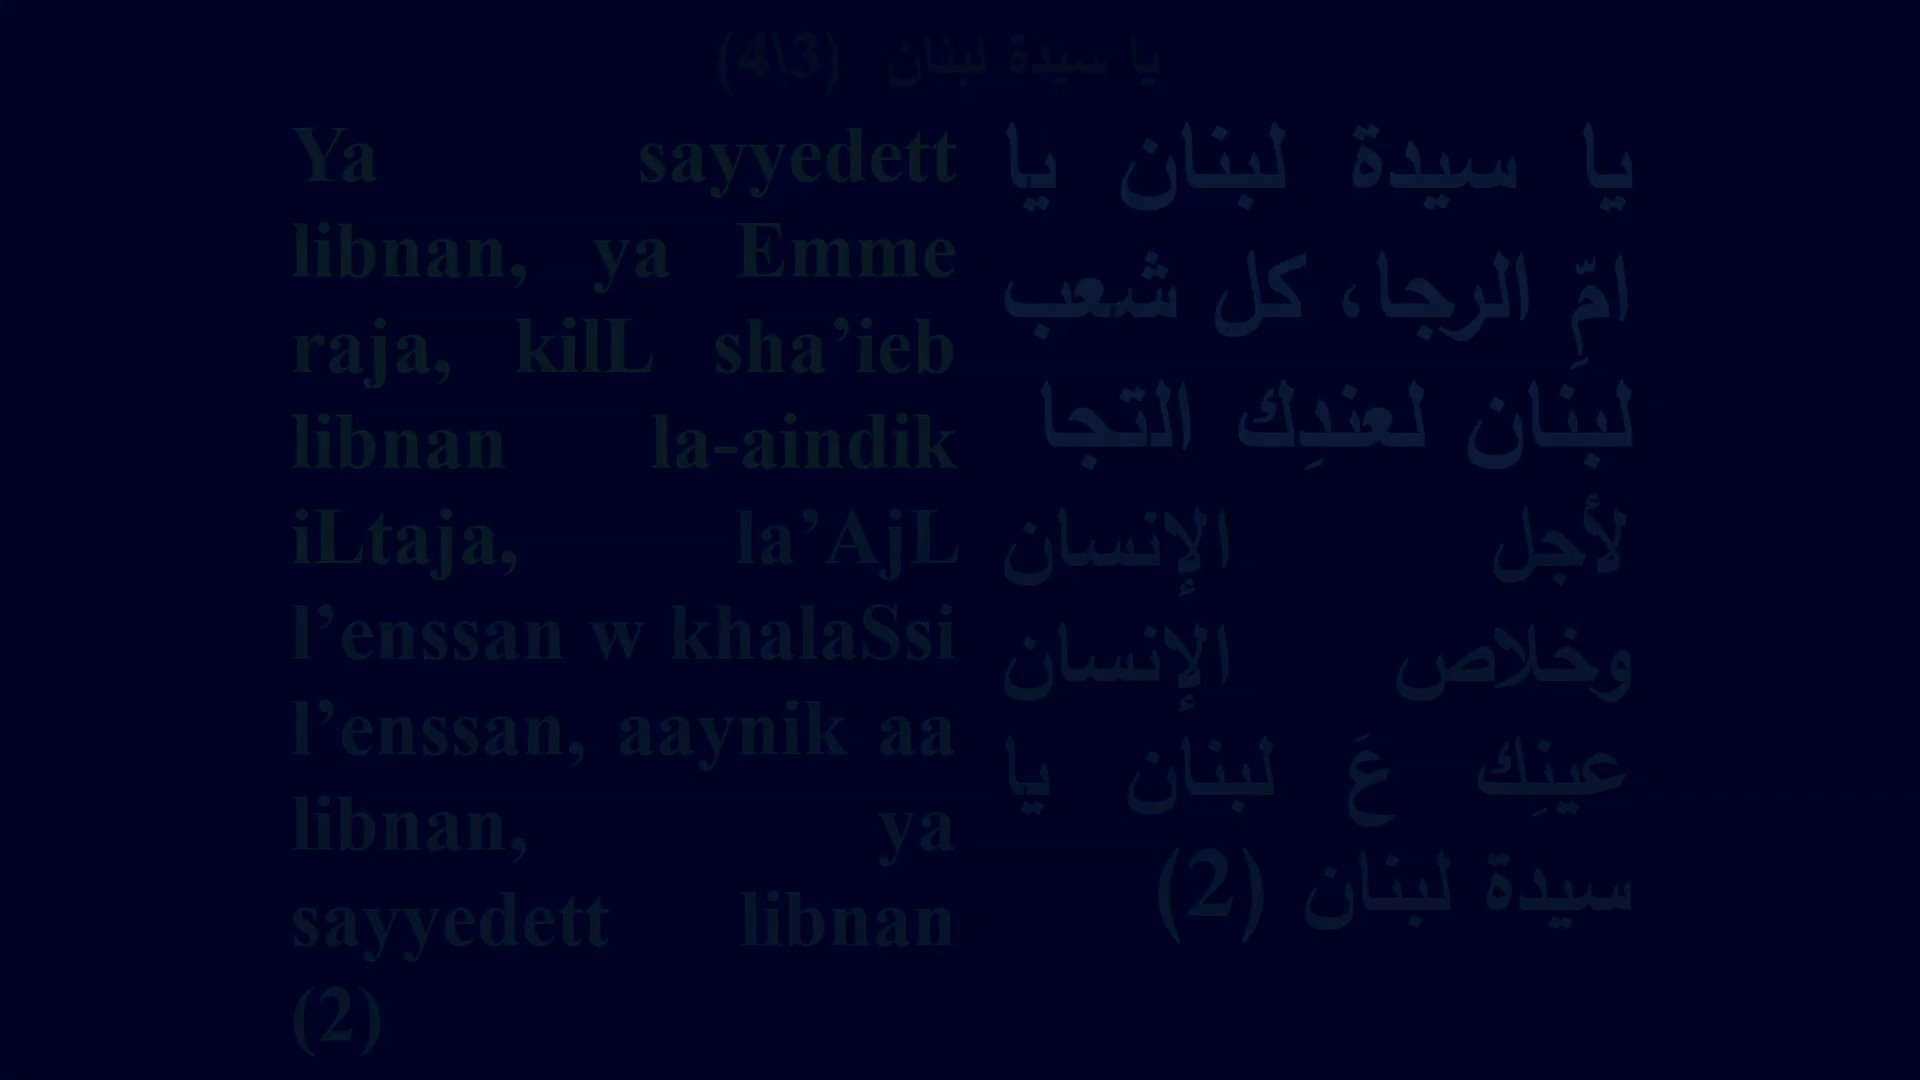 يا سيدة لبنان (3\4)
Ya sayyedett
libnan, ya Emme
raja, kilL sha’ieb
libnan la-aindik
iLtaja, la’AjL
l’enssan w khalaSsi
l’enssan, aaynik aa
libnan, ya
sayyedett libnan
(2)
يا سيدة لبنان يا
امِّ الرجا، كل شعب
لبنان لعندِك التجا
لأجل الإنسان
وخلاص الإنسان
عينِك عَ لبنان يا
سيدة لبنان (2)